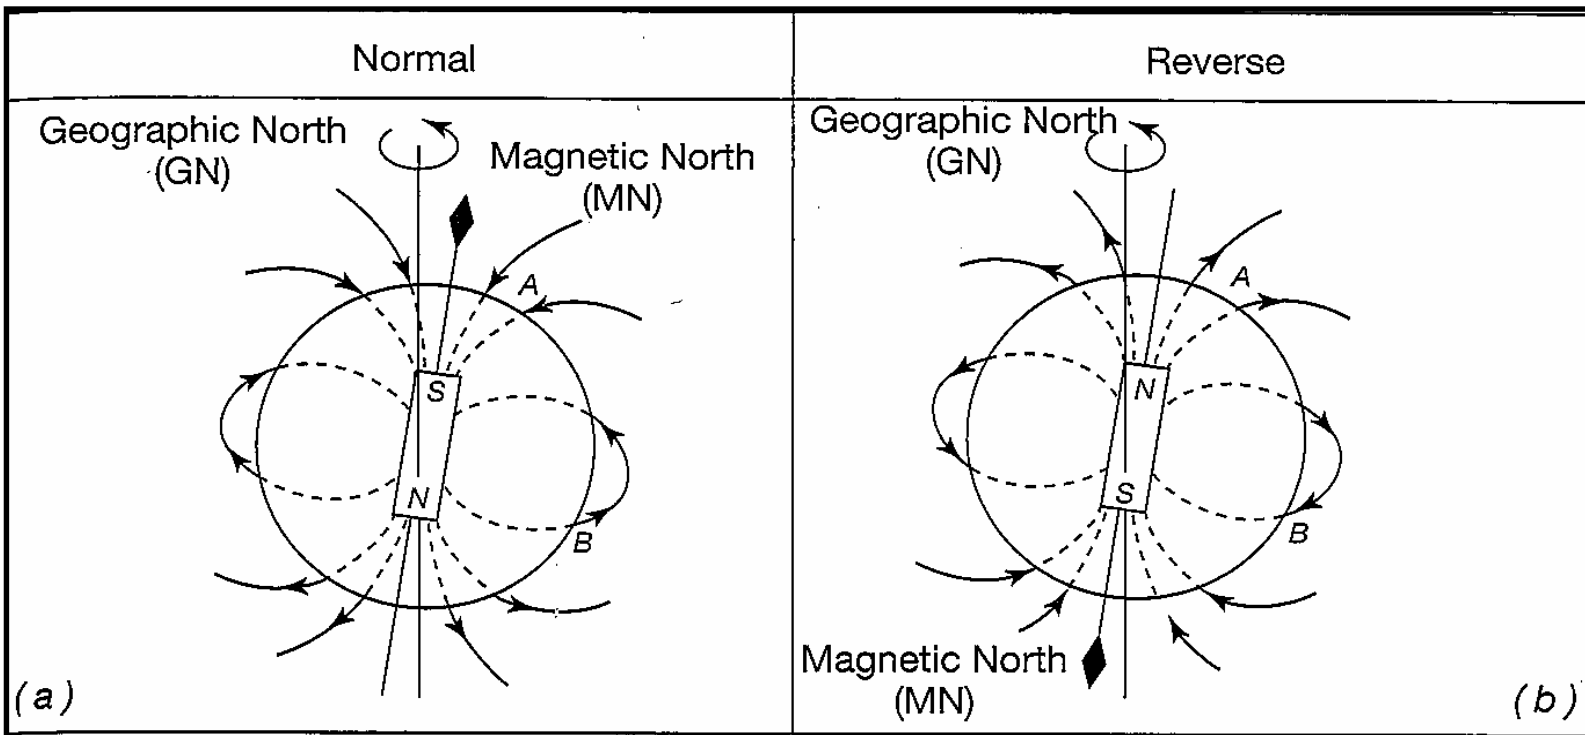 Normal
Reverse
Geographic North
(GN)
Magnetic North
(MN)
A
S
N
B
(a)
Geographic North
(GN)
A
N
S
B
Magnetic North
(MN)
(b)